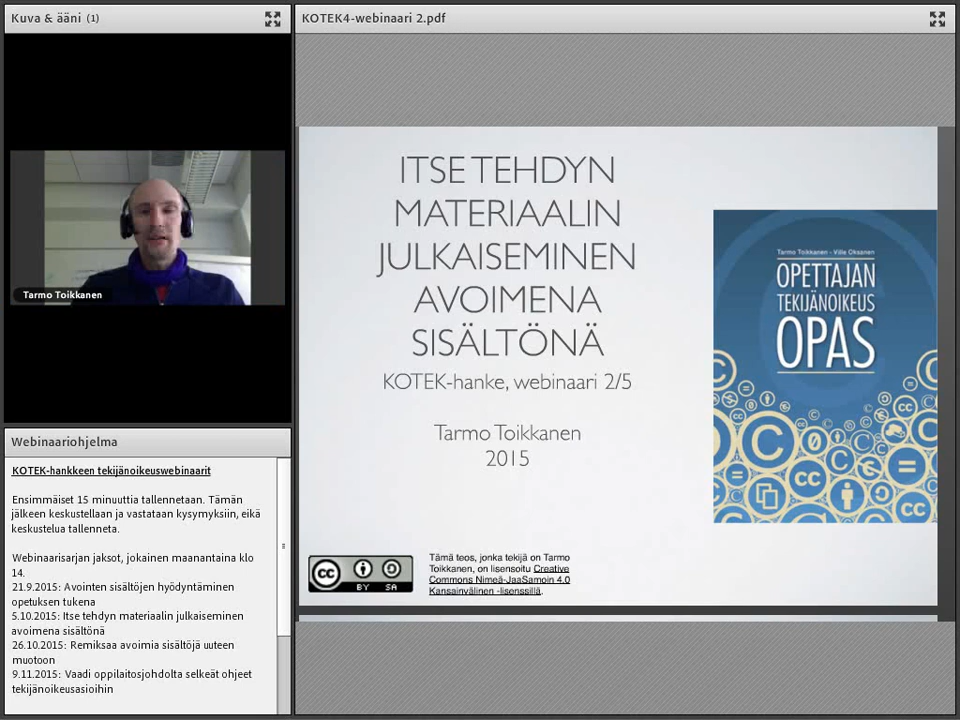 Kuva & ääni (1)
Tarmo Toikkanen
Webinaariohjelma
KOTEK-hankkeen tekijänoikeuswebinaarit
Ensimmäiset 15 minuuttia tallennetaan. Tämän
jälkeen keskustellaan ja vastataan kysymyksiin, eikä
keskustelua tallenneta.
Webinaarisarjan jaksot, jokainen maanantaina klo
14.
21.9.2015: Avointen sisältöjen hyödyntäminen
opetuksen tukena
5.10.2015: Itse tehdyn materiaalin julkaiseminen
avoimena sisältönä
26.10.2015: Remiksaa avoimia sisältöjä uuteen
muotoon
9.11.2015: Vaadi oppilaitosjohdolta selkeät ohjeet
tekijänoikeusasioihin
KOTEK4-webinaari 2.pdf
ITSE TEHDYN
MATERIAALIN
JULKAISEMINEN
AVOIMENA
SISÄLTÖNÄ
KOTEK-hanke, webinaari 2/5
Tarmo Toikkanen
2015
Tarmo Toikkanen - Ville Oksanen
OPETTAJAN
TEKIJÄNOIKEUS
OPAS
cc
BY SA
Tämä teos, jonka tekijä on Tarmo
Toikkanen, on lisensoitu Creative
Commons Nimeä-JaaSamoin 4.0
Kansainvälinen -lisenssillä.